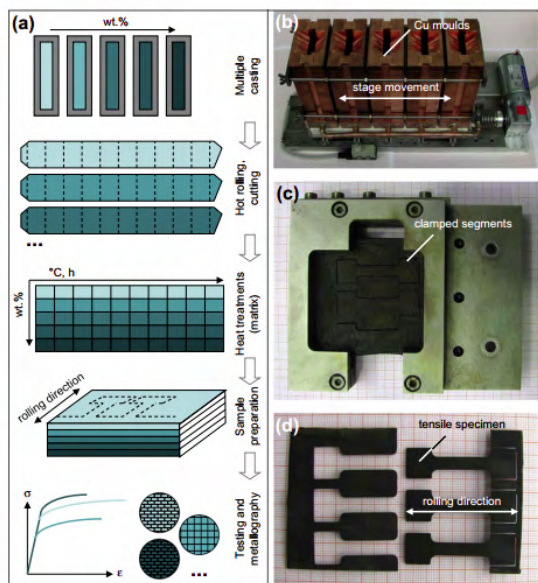 (a)
wt.%
Multiple
casting
Hot rolling,
cutting
...
°C, h
wt.%
Heat treatments
(matrix)
rolling direction
Sample
preparation
σ
ε
...
Testing and
metallography
(b)
Cu moulds
stage movement
(c)
clamped segments
(d)
tensile specimen
rolling direction